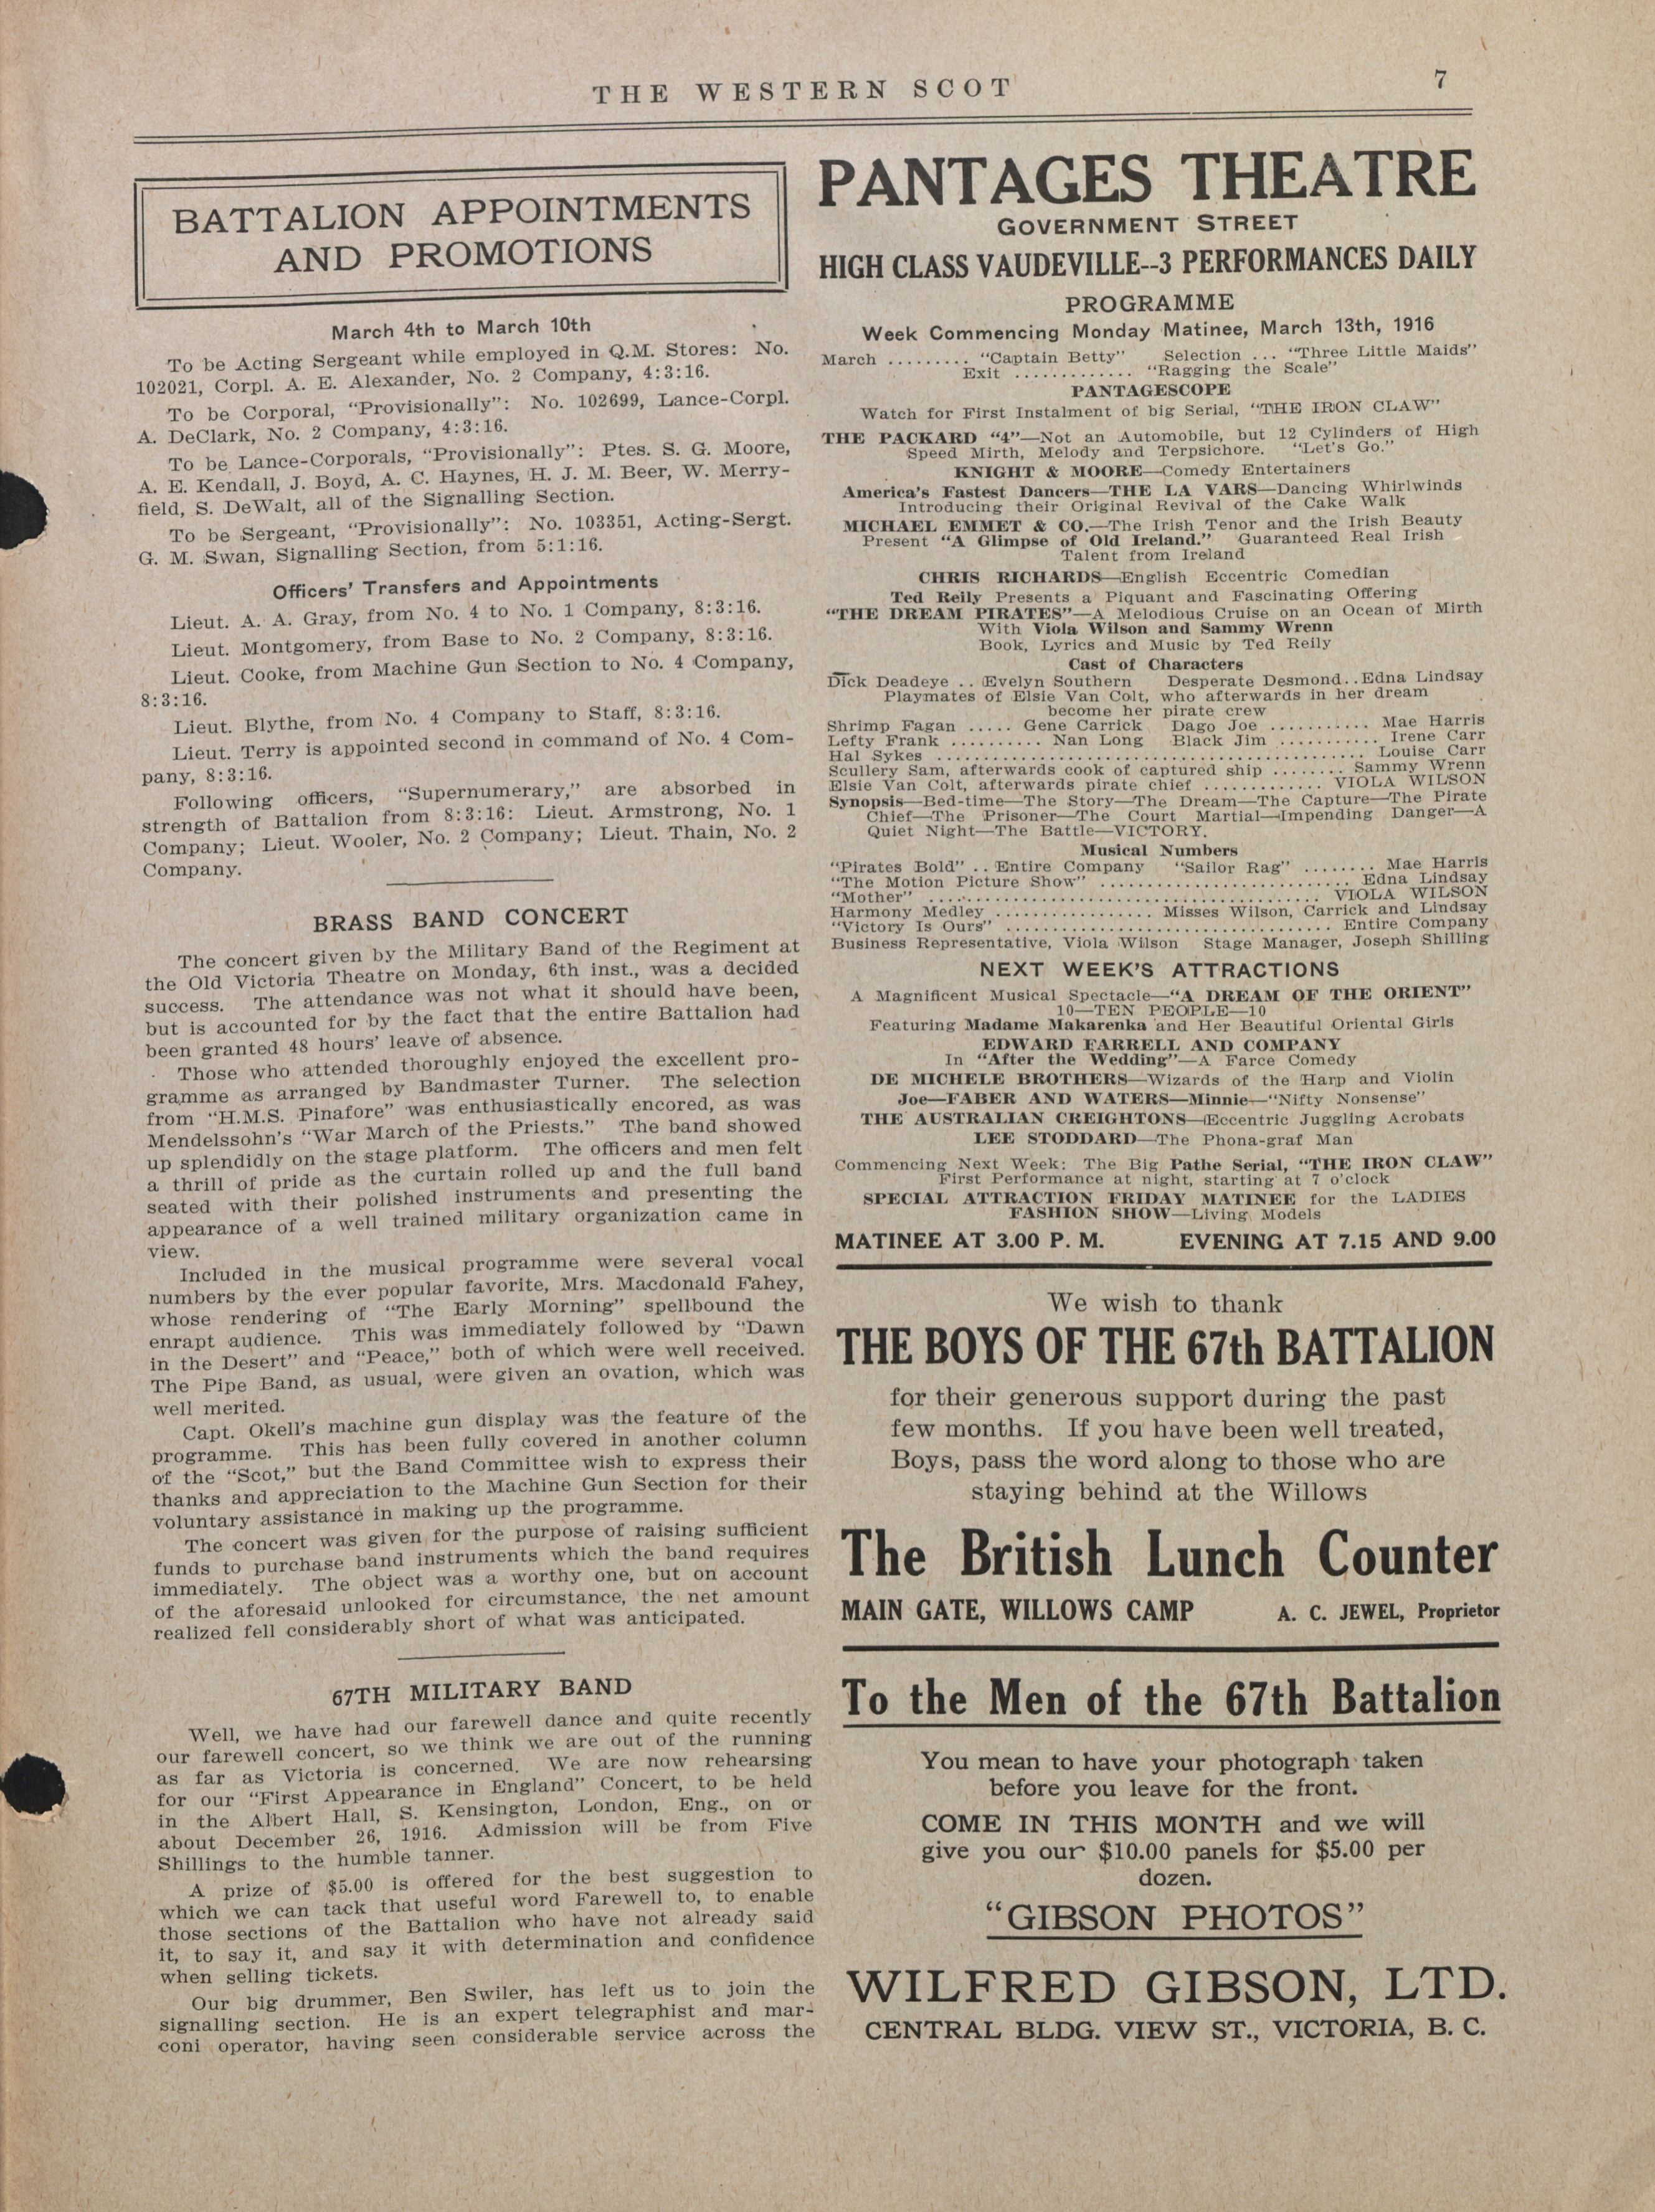 THE WESTERN SCOT
7
BATTALION APPOINTMENTS
AND PROMOTIONS
March 4th to March 10th
To be Acting Sergeant while employed in Q.M. Stores: No.
102021, Corpl. A. E. Alexander, No. 2 Company, 4:3:16.
To be Corporal, “Provisionally”: No. 102699, Lance-Corpl.
A. DeClark, No. 2 Company, 4:3:16.
To be Lance-Corporals, “Provisionally”: Ptes. S. G. Moore,
A. E. Kendall, J. Boyd, A. C. Haynes, H. J. M. Beer, W. Merry-
field, S. DeWalt, all of the Signalling Section.
To be Sergeant, “Provisionally”: No. 103351, Acting-Sergt.
G. M. Swan, Signalling Section, from 5:1:16.
Officers’ Transfers and Appointments
Lieut. A. A. Gray, from No. 4 to No. 1 Company, 8:3:16.
Lieut. Montgomery, from Base to No. 2 Company, 8:3:16.
Lieut. Cooke, from Machine Gun Section to No. 4 Company,
8:3:16.
Lieut. Blythe, from No. 4 Company to Staff, 8:3:16.
Lieut. Terry is appointed second in command of No. 4 Com-
pany, 8:3:16.
Following officers, “Supernumerary,” are absorbed in
strength of Battalion from 8:3:16: Lieut. Armstrong, No. 1
Company; Lieut. Wooler, No. 2 Company; Lieut. Thain, No. 2
Company.
BRASS BAND CONCERT
The concert given by the Military Band of the Regiment at
the Old Victoria Theatre on Monday, 6th inst., was a decided
success. The attendance was not what it should have been,
but is accounted for by the fact that the entire Battalion had
been granted 48 hours’ leave of absence.
Those who attended thoroughly enjoyed the excellent pro-
gramme as arranged by Bandmaster Turner. The selection
from “H.M.S. Pinafore” was enthusiastically encored, as was
Mendelssohn’s “War March of the Priests.” The band showed
up splendidly on the stage platform. The officers and men felt
a thrill of pride as the curtain rolled up and the full band
seated with their polished instruments and presenting the
appearance of a well trained military organization came in
view.
Included in the musical programme were several vocal
numbers by the ever popular favorite, Mrs. Macdonald Fahey,
whose rendering of “The Early Morning” spellbound the
enrapt audience. This was immediately followed by “Dawn
in the Desert” and “Peace,” both of which were well received.
The Pipe Band, as usual, were given an ovation, which was
well merited.
Capt. Okell’s machine gun display was the feature of the
programme. This has been fully covered in another column
of the “Scot,” but the Band Committee wish to express their
thanks and appreciation to the Machine Gun Section for their
voluntary assistance in making up the programme.
The concert was given for the purpose of raising sufficient
funds to purchase band instruments which the band requires
immediately. The object was a worthy one, but on account
of the aforesaid unlooked for circumstance, the net amount
realized fell considerably short of what was anticipated.
67TH MILITARY BAND
Well, we have had our farewell dance and quite recently
our farewell concert, so we think we are out of the running
as far as Victoria is concerned. We are now rehearsing
for our “First Appearance in England” Concert, to be held
in the Albert Hall, S. Kensington, London, Eng., on or
about December 26, 1916. Admission will be from Five
Shillings to the humble tanner.
A prize of $5.00 is offered for the best suggestion to
which we can tack that useful word Farewell to, to enable
those sections of the Battalion who have not already said
it, to say it, and say it with determination and confidence
when selling tickets.
Our big drummer, Ben Swiler, has left us to join the
signalling section. He is an expert telegraphist and mar-
coni operator, having seen considerable service across the
PANTAGES THEATRE
GOVERNMENT STREET
HIGH CLASS VAUDEVILLE--3 PERFORMANCES DAILY
PROGRAMME
Week Commencing Monday Matinee, March 13th, 1916
March ......... “Captain Betty” Selection ... “Three Little Maids”
Exit ............. “Ragging the Scale”
PANTAGESCOPE
Watch for First Instalment of big Serial, “THE IRON CLAW”
THE PACKARD “4”—Not an Automobile, but 12 Cylinders of High
Speed Mirth, Melody and Terpsichore. “Let’s Go.”
KNIGHT & MOORE—Comedy Entertainers
America’s Fastest Dancers—THE LA VARS—Dancing Whirlwinds
Introducing their Original Revival of the Cake Walk
MICHAEL EMMET & CO.—The Irish Tenor and the Irish Beauty
Present “A Glimpse of Old Ireland.” Guaranteed Real Irish
Talent from Ireland
CHRIS RICHARDS—English Eccentric Comedian
Ted Reily Presents a Piquant and Fascinating Offering
“THE DREAM PIRATES”—A Melodious Cruise on an Ocean of Mirth
With Viola Wilson and Sammy Wrenn
Book, Lyrics and Music by Ted Reily
Cast of Characters
Dick Deadeye .. Evelyn Southern Desperate Desmond..Edna Lindsay
Playmates of Elsie Van Colt, who afterwards in her dream
become her pirate crew
Shrimp Fagan ..... Gene Carrick Dago Joe ........... Mae Harris
Lefty Frank .......... Nan Long Black Jim ........... Irene Carr
Hal Sykes ................................................ Louise Carr
Scullery Sam, afterwards cook of captured ship ........ Sammy Wrenn
Elsie Van Colt, afterwards pirate chief ............. VIOLA WILSON
Synopsis—Bed-time—The Story—The Dream—The Capture—The Pirate
Chief—The Prisoner—The Court Martial—Impending Danger—A
Quiet Night—The Battle—VICTORY.
Musical Numbers
“Pirates Bold” .. Entire Company “Sailor Rag” ........ Mae Harris
“The Motion Picture Show” ............................ Edna Lindsay
“Mother” ........................................... VIOLA WILSON
Harmony Medley ................. Misses Wilson, Carrick and Lindsay
“Victory Is Ours” .................................... Entire Company
Business Representative, Viola Wilson Stage Manager, Joseph Shilling
NEXT WEEK’S ATTRACTIONS
A Magnificent Musical Spectacle—“A DREAM OF THE ORIENT”
10—TEN PEOPLE—10
Featuring Madame Makarenka and Her Beautiful Oriental Girls
EDWARD FARRELL AND COMPANY
In “After the Wedding”—A Farce Comedy
DE MICHELE BROTHERS—Wizards of the Harp and Violin
Joe—FABER AND WATERS—Minnie—“Nifty Nonsense”
THE AUSTRALIAN CREIGHTONS—Eccentric Juggling Acrobats
LEE STODDARD—The Phona-graf Man
Commencing Next Week: The Big Pathe Serial, “THE IRON CLAW”
First Performance at night, starting at 7 o’clock
SPECIAL ATTRACTION FRIDAY MATINEE for the LADIES
FASHION SHOW—Living Models
MATINEE AT 3.00 P. M. EVENING AT 7.15 AND 9.00
We wish to thank
THE BOYS OF THE 67th BATTALION
for their generous support during the past
few months. If you have been well treated,
Boys, pass the word along to those who are
staying behind at the Willows
The British Lunch Counter
MAIN GATE, WILLOWS CAMP A. C. JEWEL, Proprietor
To the Men of the 67th Battalion
You mean to have your photograph taken
before you leave for the front.
COME IN THIS MONTH and we will
give you our $10.00 panels for $5.00 per
dozen.
“GIBSON PHOTOS”
WILFRED GIBSON, LTD.
CENTRAL BLDG. VIEW ST., VICTORIA, B. C.